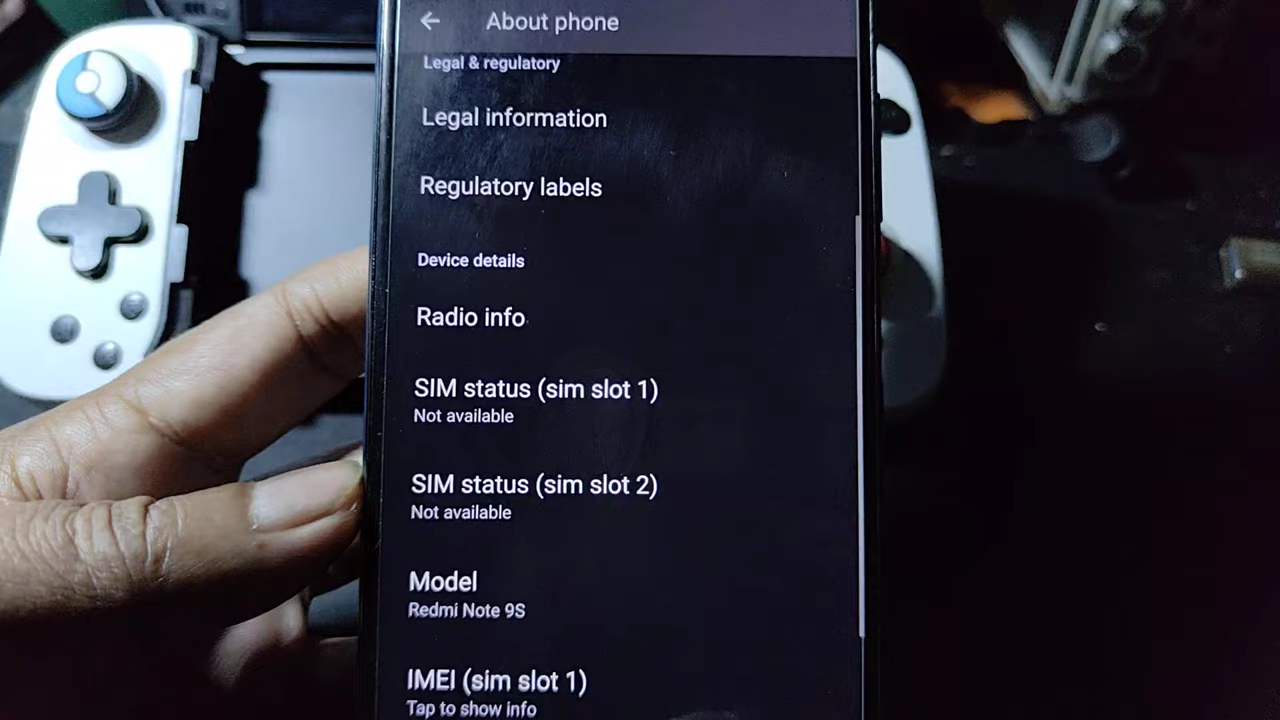 About phone
Legal & regulatory
Legal information
Regulatory labels
Device details
Radio info
SIM status (sim slot 1)
Not available
SIM status (sim slot 2)
Not available
Model
Redmi Note 9S
IMEI (sim slot 1)
Tap to show info